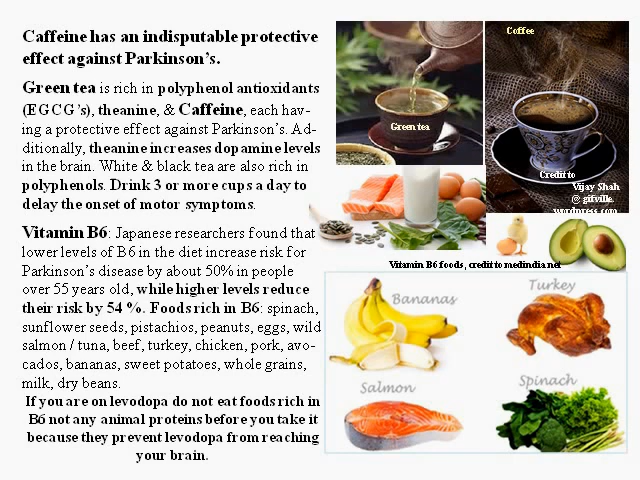 Caffeine has an indisputable protective
effect against Parkinson's.
Green tea is rich in polyphenol antioxidants
(EGCG's), theanine, & Caffeine, each hav-
ing a protective effect against Parkinson's. Ad-
ditionally, theanine increases dopamine levels
in the brain. White & black tea are also rich in
polyphenols. Drink 3 or more cups a day to
delay the onset of motor symptoms.
Vitamin B6: Japanese researchers found that
lower levels of B6 in the diet increase risk for
Parkinson's disease by about 50% in people
over 55 years old, while higher levels reduce
their risk by 54 %. Foods rich in B6: spinach,
sunflower seeds, pistachios, peanuts, eggs, wild
salmon / tuna, beef, turkey, chicken, pork, avo-
cados, bananas, sweet potatoes, whole grains,
milk, dry beans.
If you are on levodopa do not eat foods rich in
B6 not any animal proteins before you take it
because they prevent levodopa from reaching
your brain.
Green tea
Coffee
Credit to
Vijay Shah
@ gifville.
wordpress.com
Vitamin B6 foods, credit to medindia.net
Bananas
Turkey
Salmon
Spinach